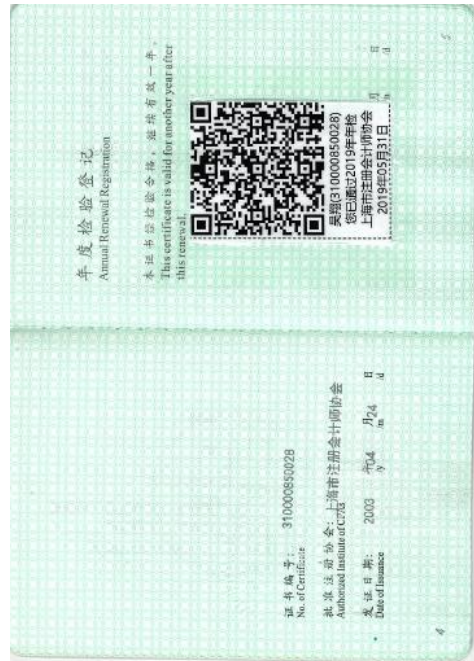 证书编号: 310000850028
No. of Certificate
批准注册协会: 上海市注册会计师协会
Authorized Institute of CPAs
发证日期: 2003 年04 月24 日
Date of Issuance /y /m /d
4
年度检验登记
Annual Renewal Registration
本证书经检验合格,继续有效一年。
This certificate is valid for another year after
this renewal.
吴翔(310000850028)
您已通过2019年年检
上海市注册会计师协会
2019年05月31日
月 日
/m /d
5